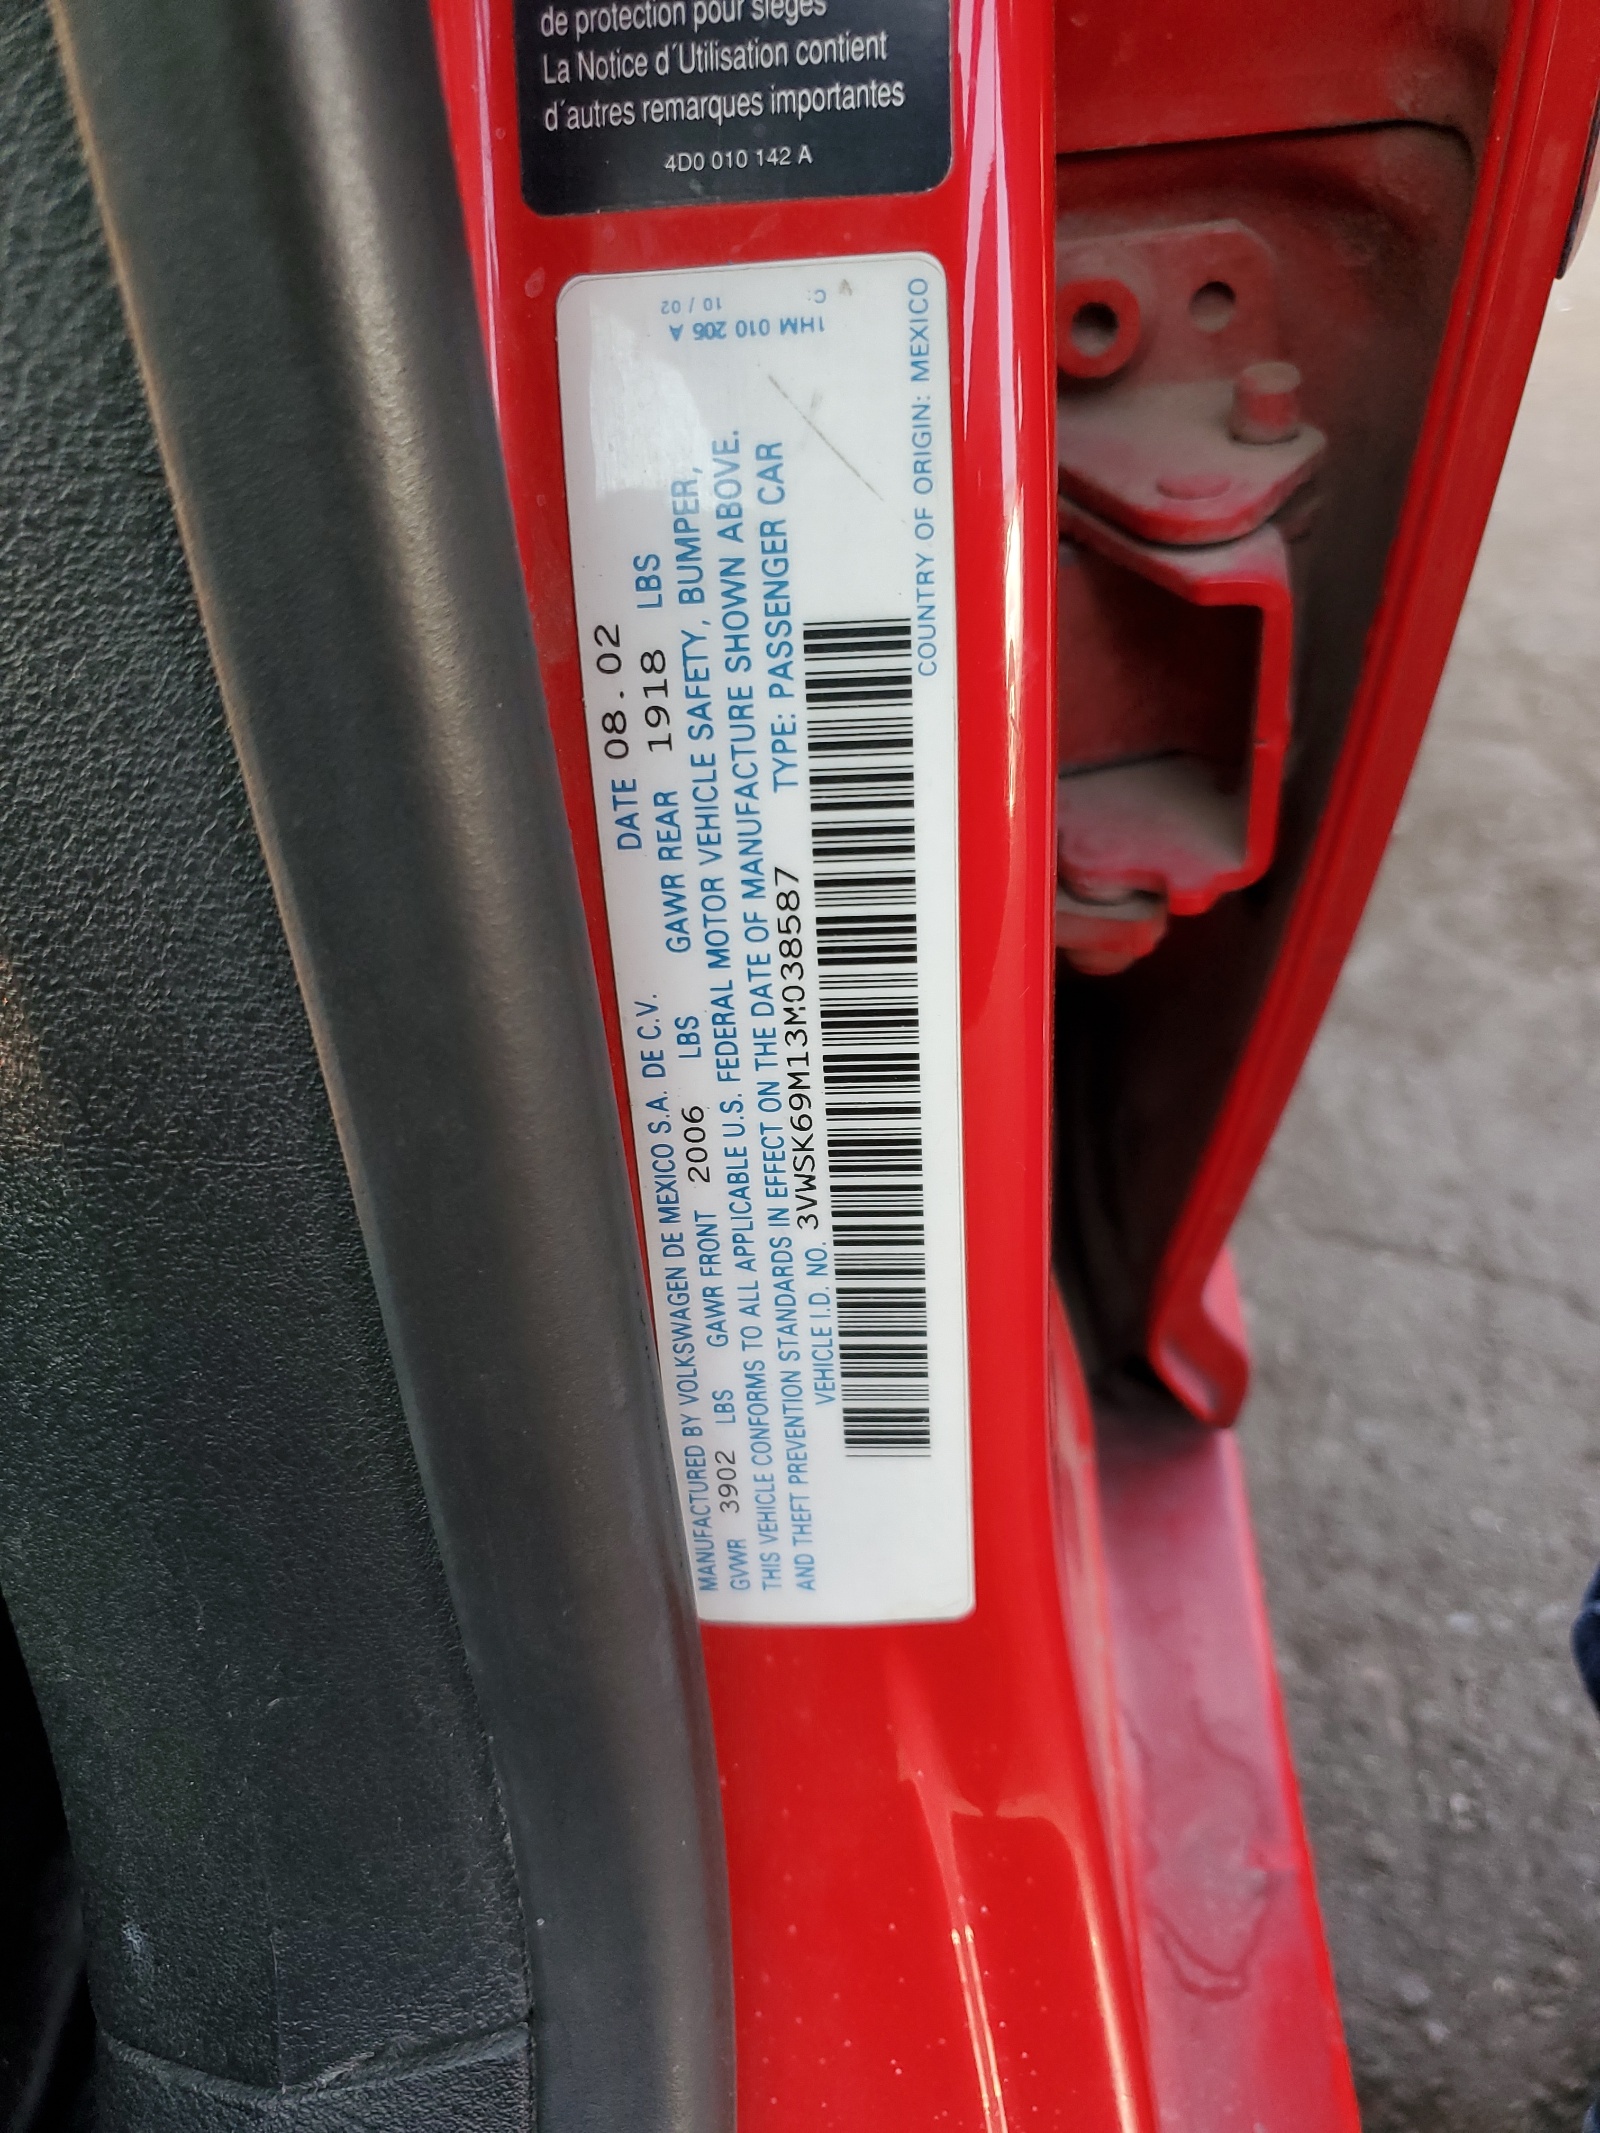 de protection pour sièges
La Notice d´Utilisation contient
d´autres remarques importantes
4D0 010 142 A
MANUFACTURED BY VOLKSWAGEN DE MEXICO S.A. DE C.V. DATE 08.02
GVWR 3902 LBS GAWR FRONT 2006 LBS GAWR REAR 1918 LBS
THIS VEHICLE CONFORMS TO ALL APPLICABLE U.S. FEDERAL MOTOR VEHICLE SAFETY, BUMPER,
AND THEFT PREVENTION STANDARDS IN EFFECT ON THE DATE OF MANUFACTURE SHOWN ABOVE.
VEHICLE I.D. NO. 3VWSK69M13M038587 TYPE: PASSENGER CAR
COUNTRY OF ORIGIN: MEXICO
1HM 010 206 A
C: 10 / 02